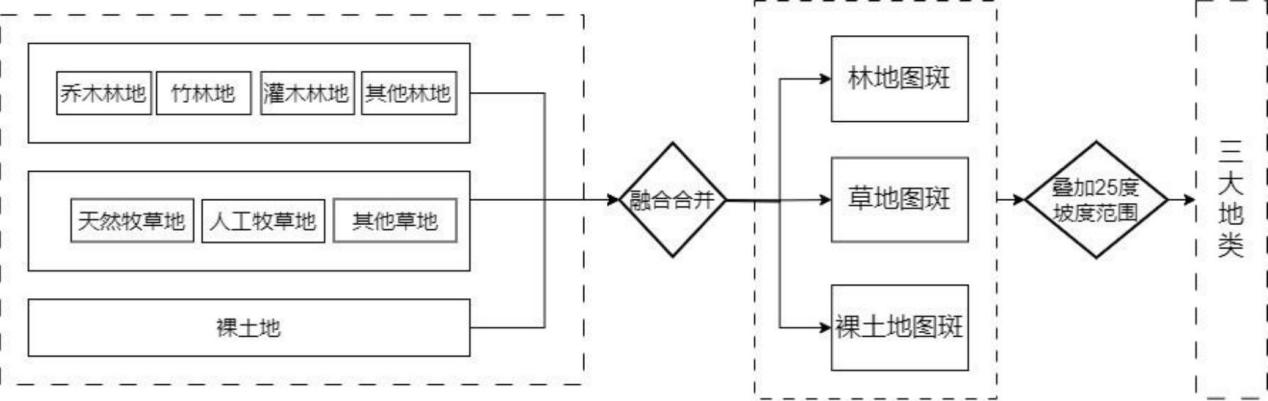 乔木林地
竹林地
灌木林地
其他林地
天然牧草地
人工牧草地
其他草地
裸土地
融合合并
林地图斑
草地图斑
裸土地图斑
叠加25度
坡度范围
三大地类